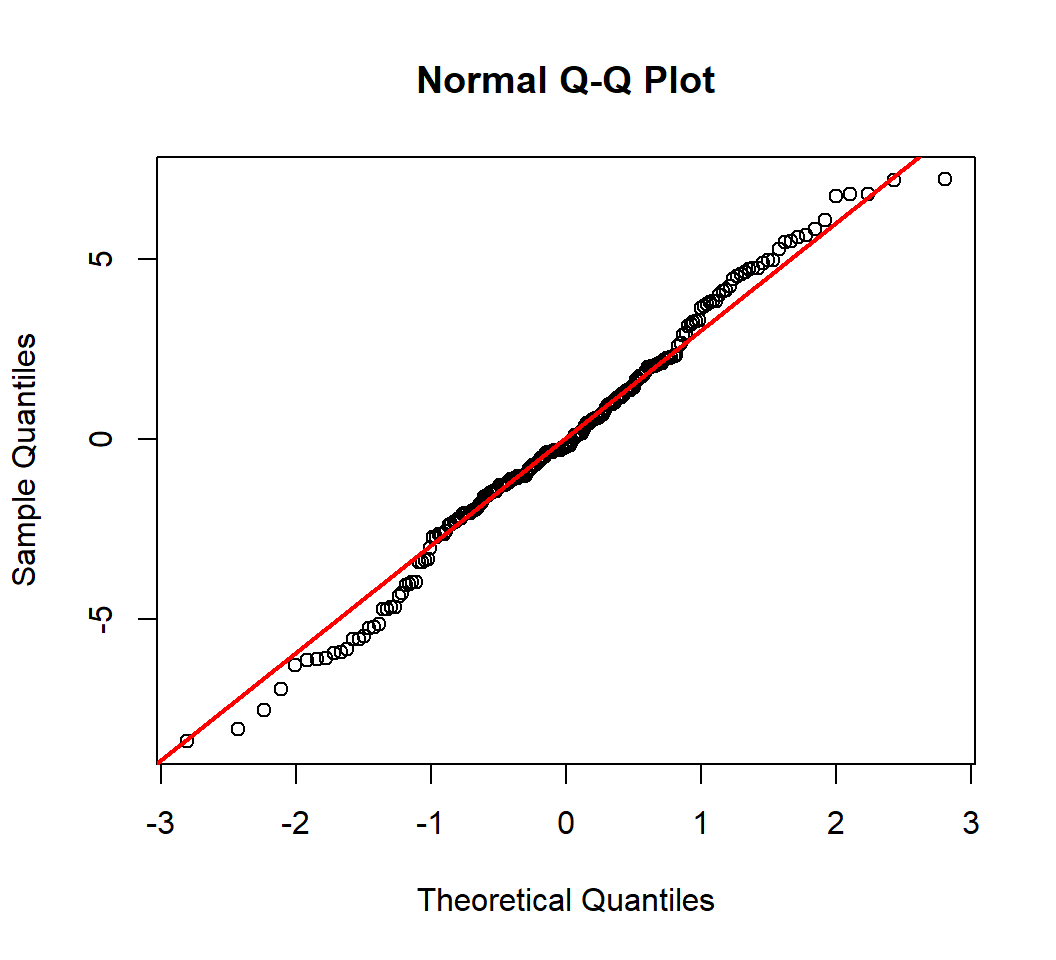 Normal Q-Q Plot
Sample Quantiles
5
0
-5
-3 -2 -1 0 1 2 3
Theoretical Quantiles